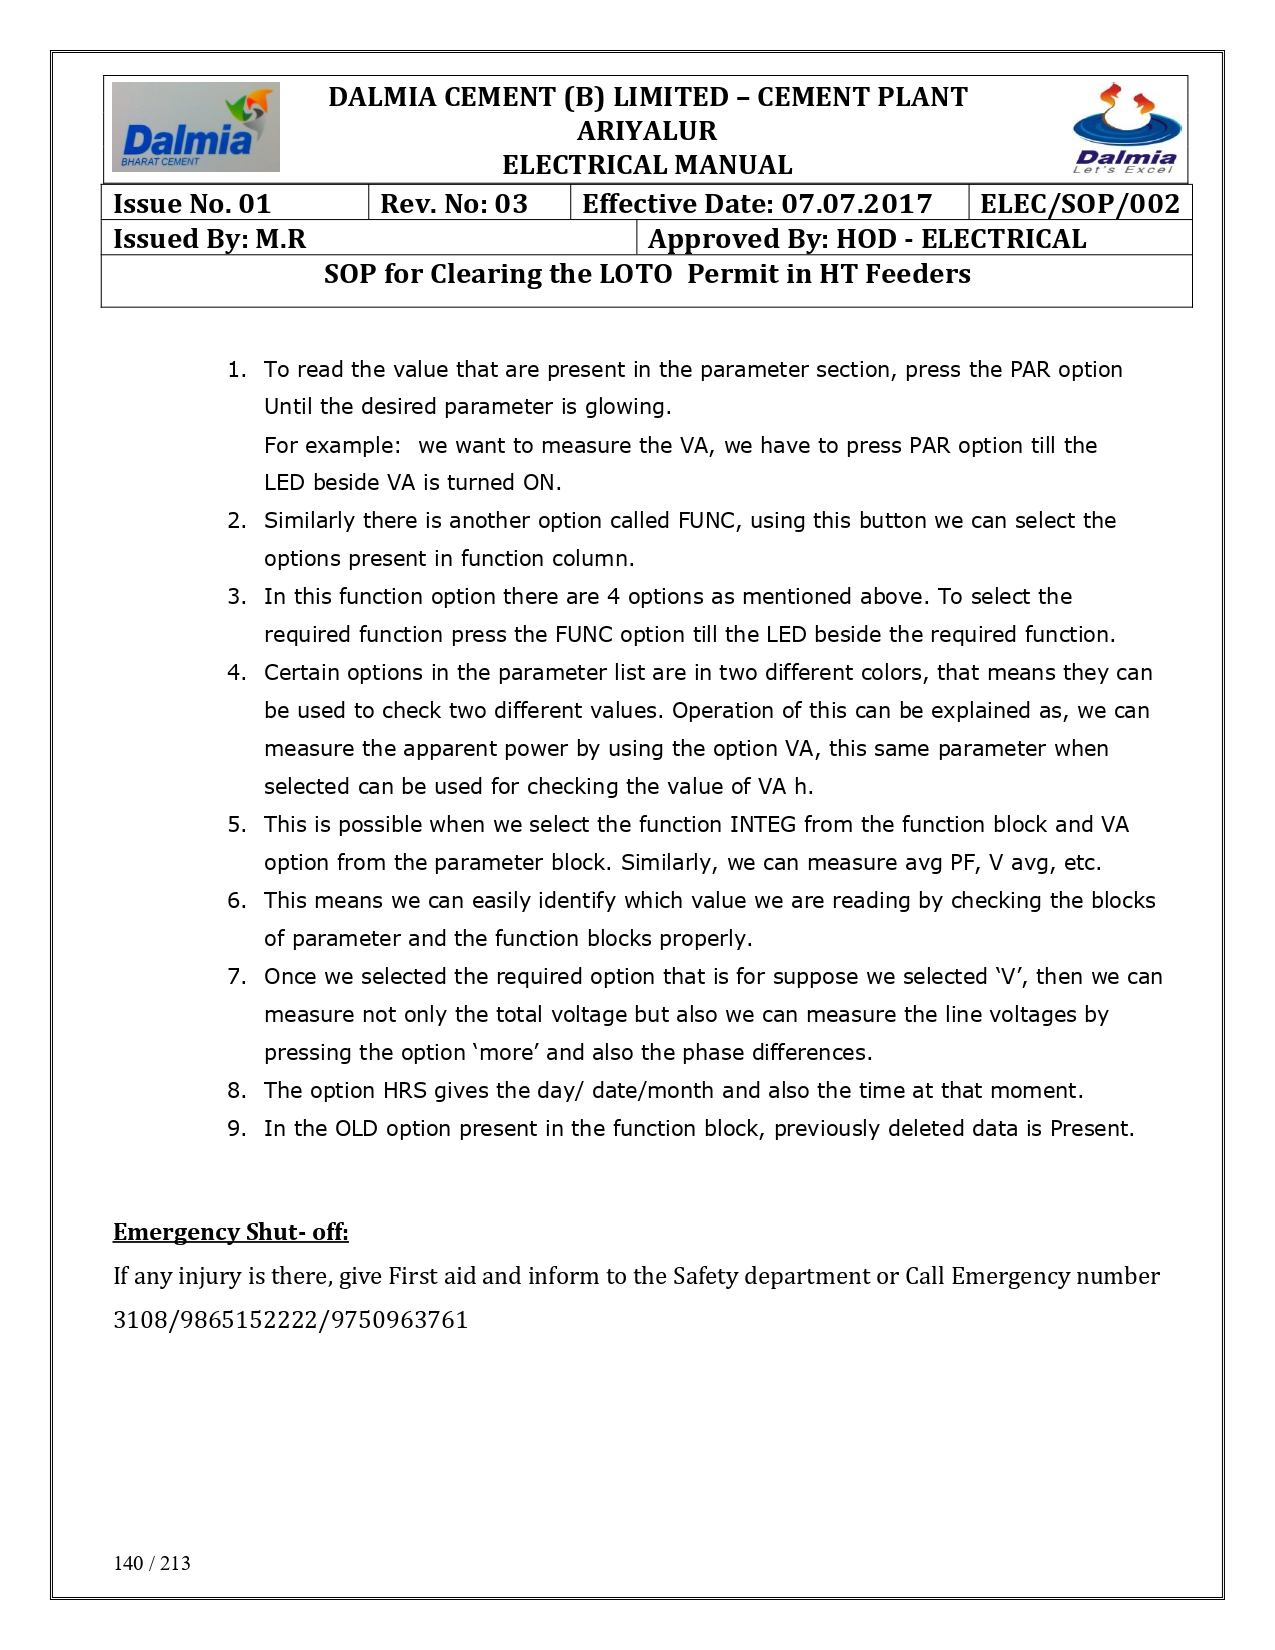 Dalmia
BHARAT CEMENT
DALMIA CEMENT (B) LIMITED – CEMENT PLANT
ARIYALUR
ELECTRICAL MANUAL
Dalmia
Let's Excel
Issue No. 01 Rev. No: 03 Effective Date: 07.07.2017 ELEC/SOP/002
Issued By: M.R Approved By: HOD - ELECTRICAL
SOP for Clearing the LOTO Permit in HT Feeders
1. To read the value that are present in the parameter section, press the PAR option
Until the desired parameter is glowing.
For example: we want to measure the VA, we have to press PAR option till the
LED beside VA is turned ON.
2. Similarly there is another option called FUNC, using this button we can select the
options present in function column.
3. In this function option there are 4 options as mentioned above. To select the
required function press the FUNC option till the LED beside the required function.
4. Certain options in the parameter list are in two different colors, that means they can
be used to check two different values. Operation of this can be explained as, we can
measure the apparent power by using the option VA, this same parameter when
selected can be used for checking the value of VA h.
5. This is possible when we select the function INTEG from the function block and VA
option from the parameter block. Similarly, we can measure avg PF, V avg, etc.
6. This means we can easily identify which value we are reading by checking the blocks
of parameter and the function blocks properly.
7. Once we selected the required option that is for suppose we selected ‘V’, then we can
measure not only the total voltage but also we can measure the line voltages by
pressing the option ‘more’ and also the phase differences.
8. The option HRS gives the day/ date/month and also the time at that moment.
9. In the OLD option present in the function block, previously deleted data is Present.
Emergency Shut- off:
If any injury is there, give First aid and inform to the Safety department or Call Emergency number
3108/9865152222/9750963761
140 / 213